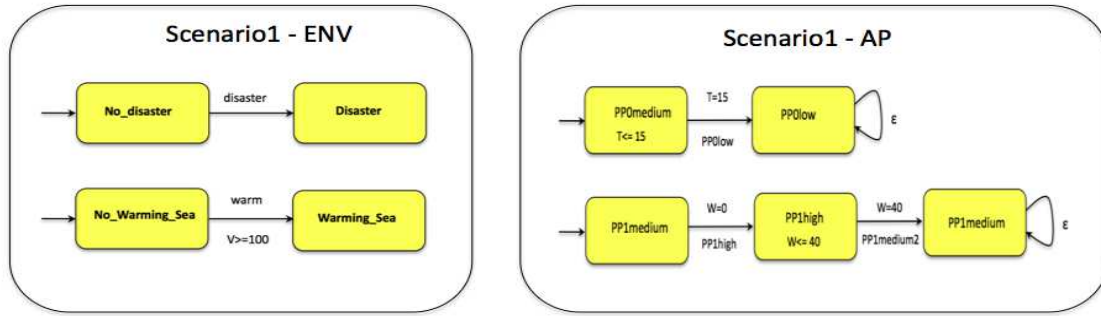 Scenario1 - ENV
disaster
No_disaster
Disaster
warm
No_Warming_Sea
Warming_Sea
V>=100
Scenario1 - AP
T=15
PP0medium
PP0low
T<= 15
PP0low
ε
W=0
W=40
PP1medium
PP1high
PP1medium
W<= 40
PP1high
PP1medium2
ε